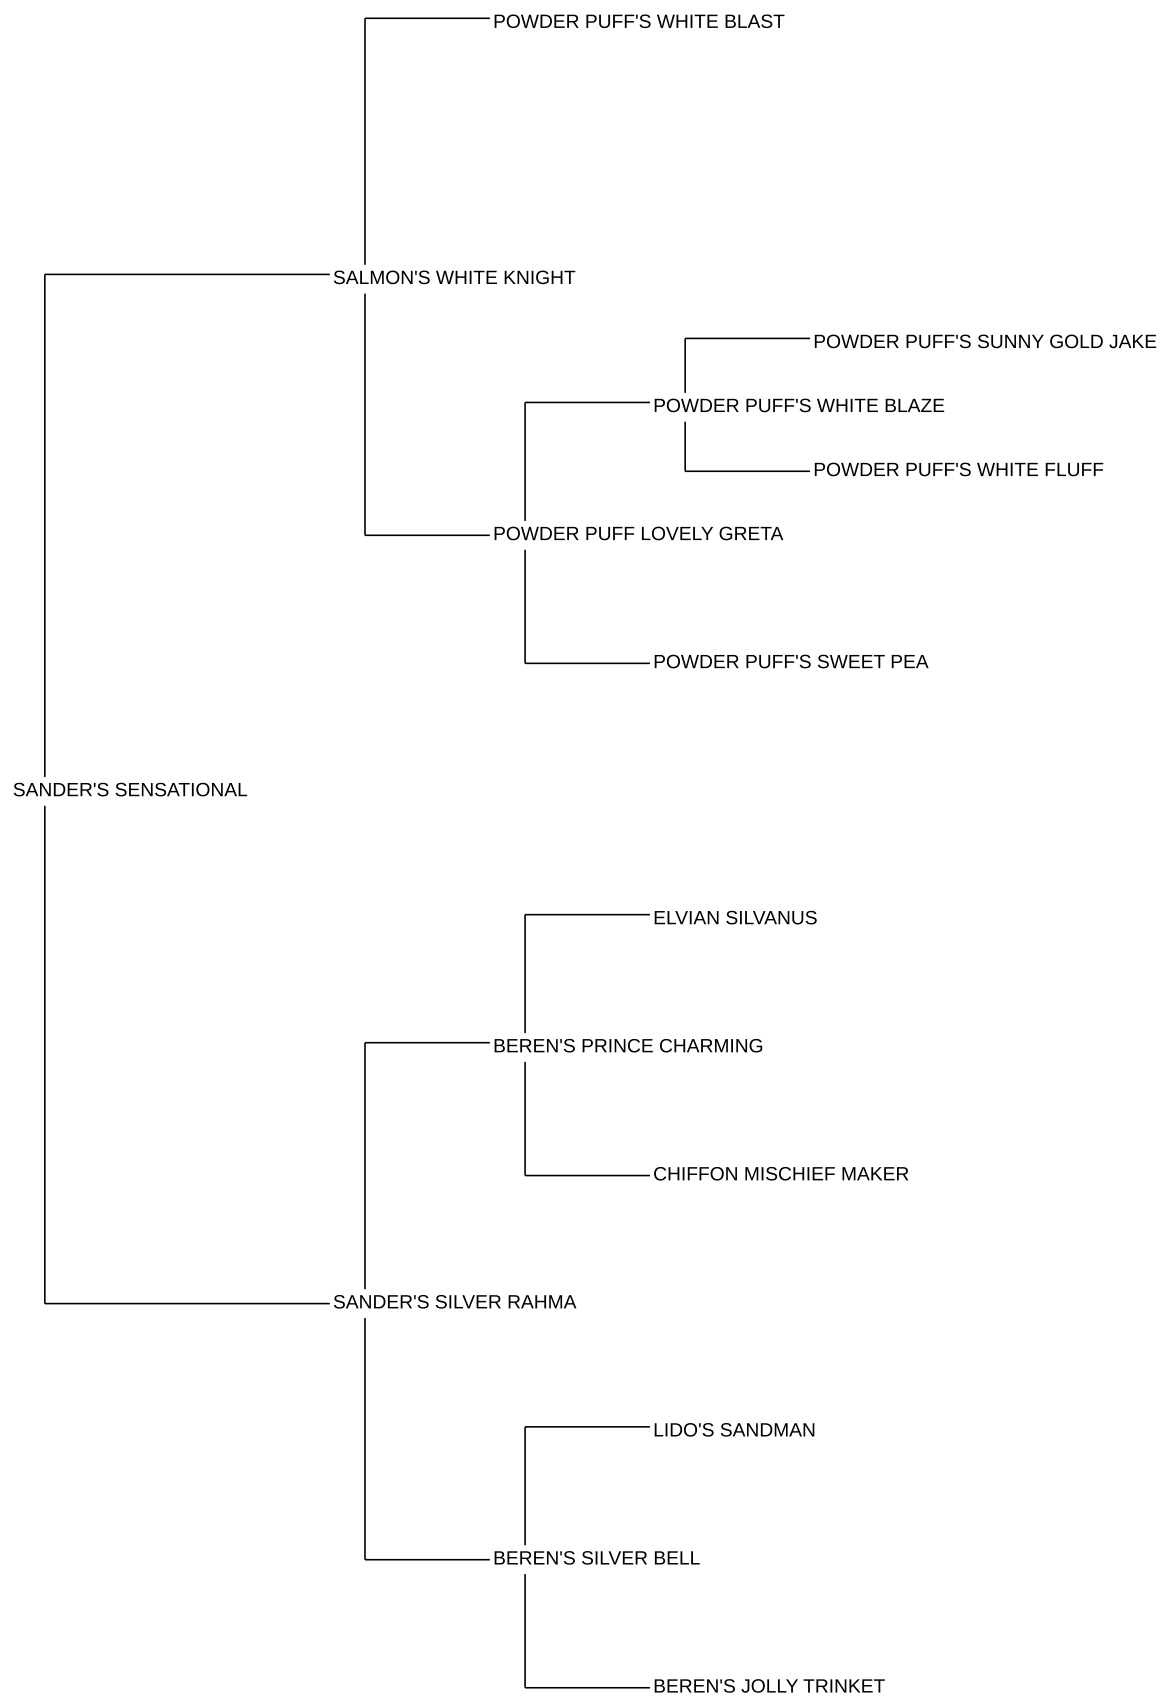 POWDER PUFF'S WHITE BLAST
SALMON'S WHITE KNIGHT
POWDER PUFF'S SUNNY GOLD JAKE
POWDER PUFF'S WHITE BLAZE
POWDER PUFF'S WHITE FLUFF
POWDER PUFF LOVELY GRETA
POWDER PUFF'S SWEET PEA
SANDER'S SENSATIONAL
ELVIAN SILVANUS
BEREN'S PRINCE CHARMING
CHIFFON MISCHIEF MAKER
SANDER'S SILVER RAHMA
LIDO'S SANDMAN
BEREN'S SILVER BELL
BEREN'S JOLLY TRINKET